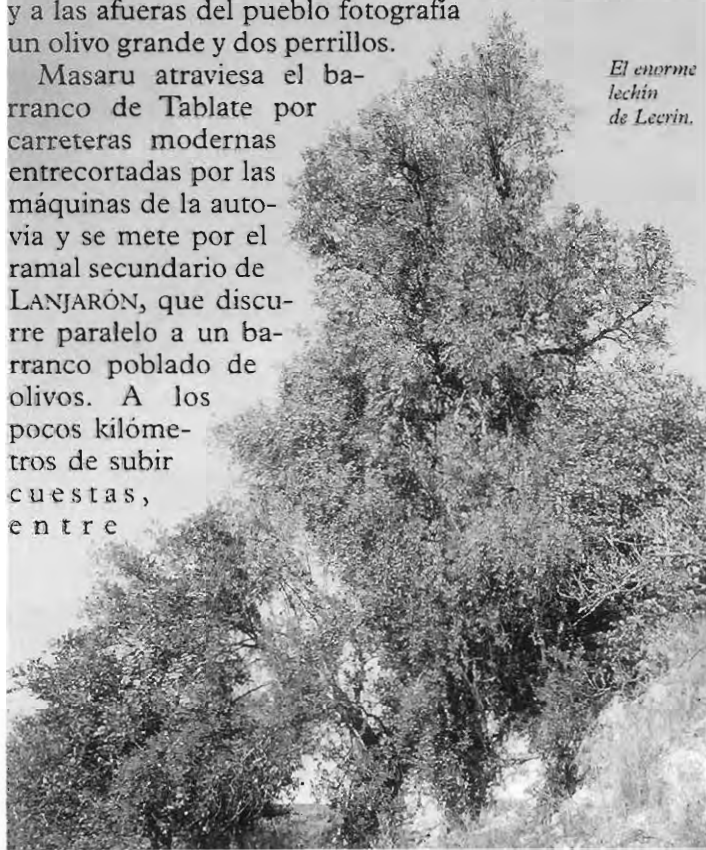 y a las afueras del pueblo fotografía
un olivo grande y dos perrillos.
Masaru atraviesa el ba-
rranco de Tablate por
carreteras modernas
entrecortadas por las
máquinas de la auto-
via y se mete por el
ramal secundario de
LANJARÓN, que discu-
rre paralelo a un ba-
rranco poblado de
olivos. A los
pocos kilóme-
tros de subir
cuestas,
entre
El enorme
lechín
de Lecrin.